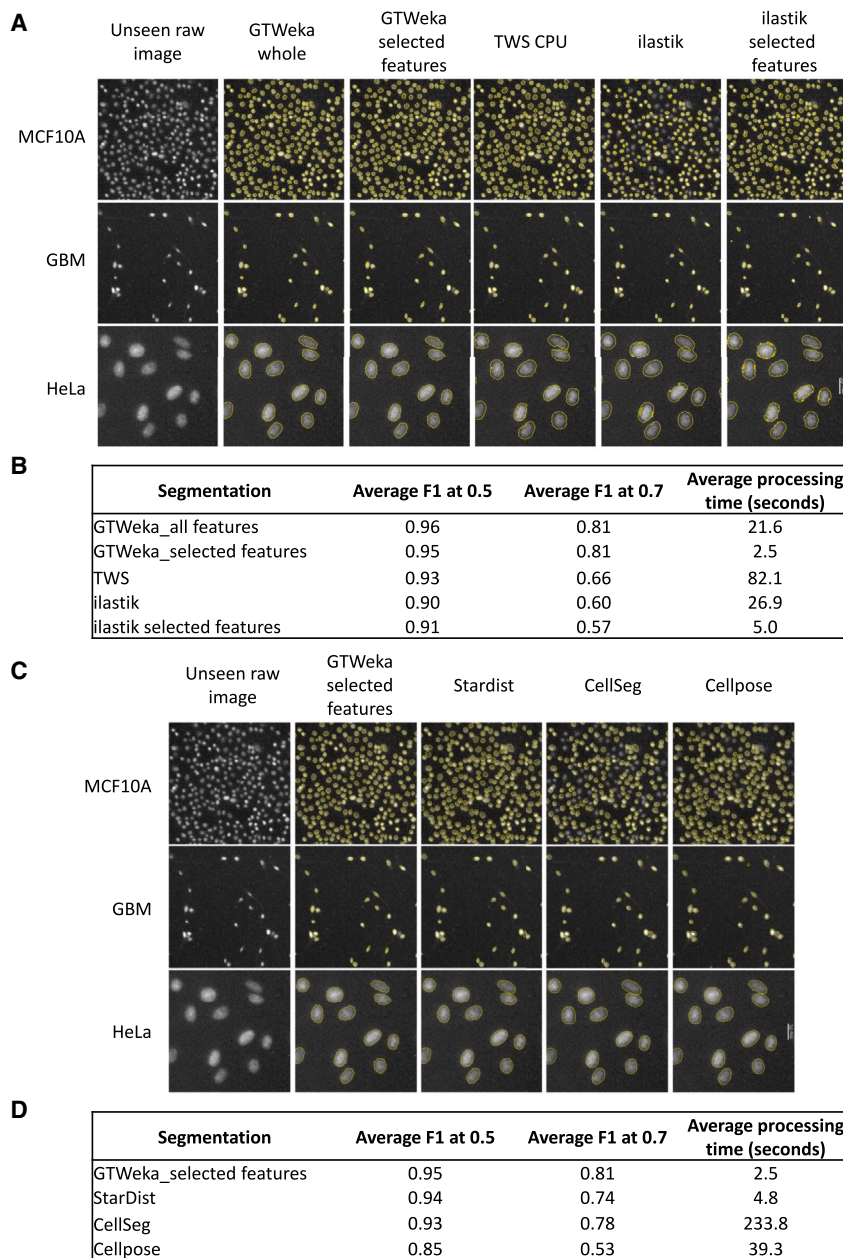 A
Unseen raw
image
GTWeka
whole
GTWeka
selected
features
TWS CPU
ilastik
ilastik
selected
features
MCF10A
GBM
HeLa
B
Segmentation Average F1 at 0.5 Average F1 at 0.7 Average processing
time (seconds)
GTWeka_all features 0.96 0.81 21.6
GTWeka_selected features 0.95 0.81 2.5
TWS 0.93 0.66 82.1
ilastik 0.90 0.60 26.9
ilastik selected features 0.91 0.57 5.0
C
Unseen raw
image
GTWeka
selected
features
Stardist
CellSeg
Cellpose
MCF10A
GBM
HeLa
D
Segmentation Average F1 at 0.5 Average F1 at 0.7 Average processing
time (seconds)
GTWeka_selected features 0.95 0.81 2.5
StarDist 0.94 0.74 4.8
CellSeg 0.93 0.78 233.8
Cellpose 0.85 0.53 39.3